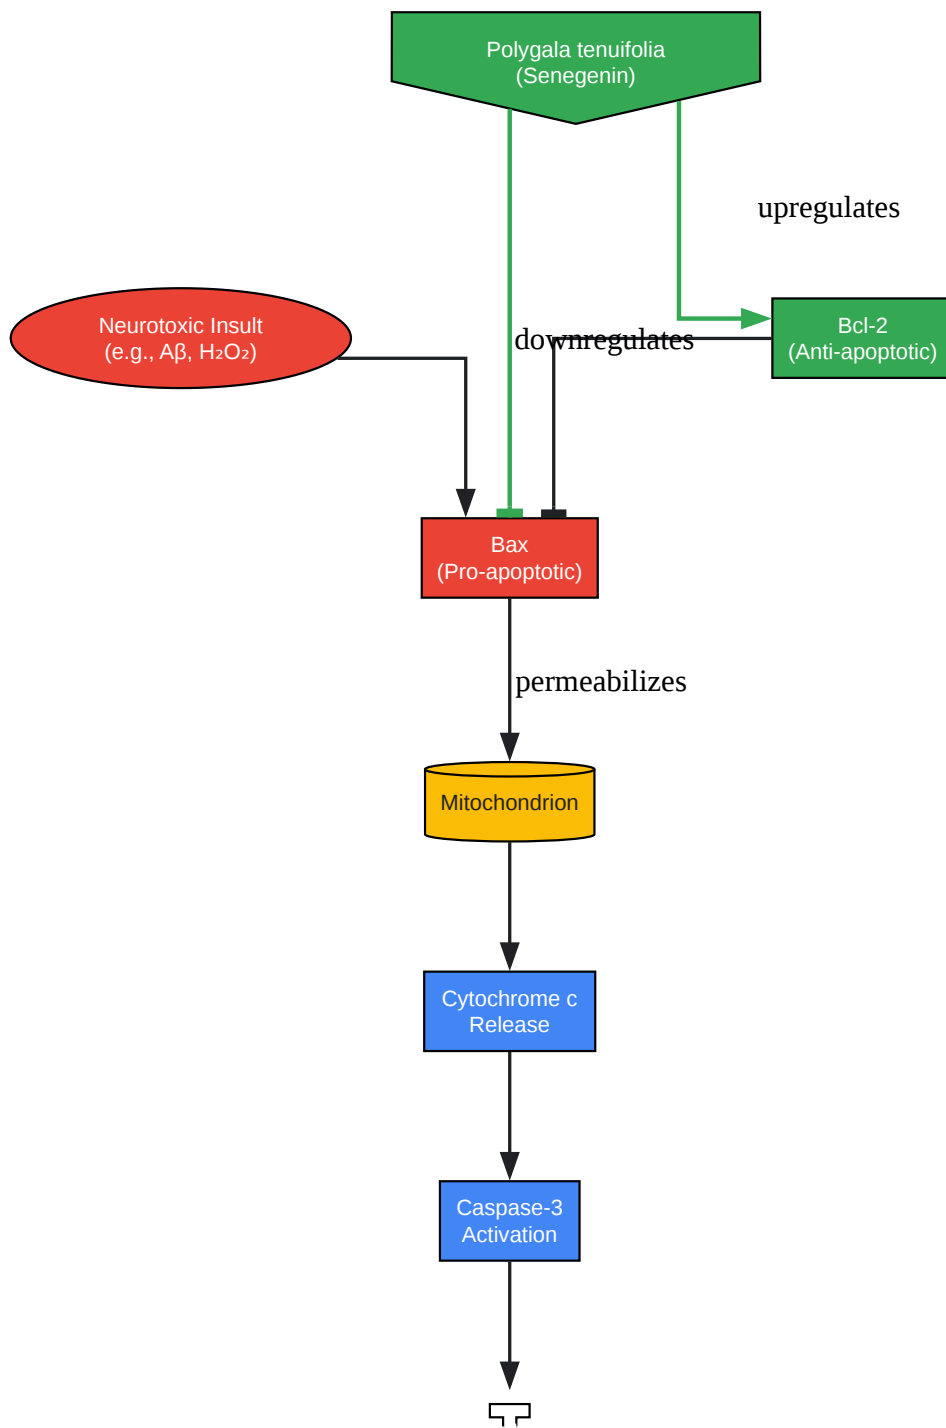 Polygala tenuifolia
(Senegenin)
upregulates
Neurotoxic Insult
(e.g., Aβ, H₂O₂)
downregulates
Bcl-2
(Anti-apoptotic)
Bax
(Pro-apoptotic)
permeabilizes
Mitochondrion
Cytochrome c
Release
Caspase-3
Activation